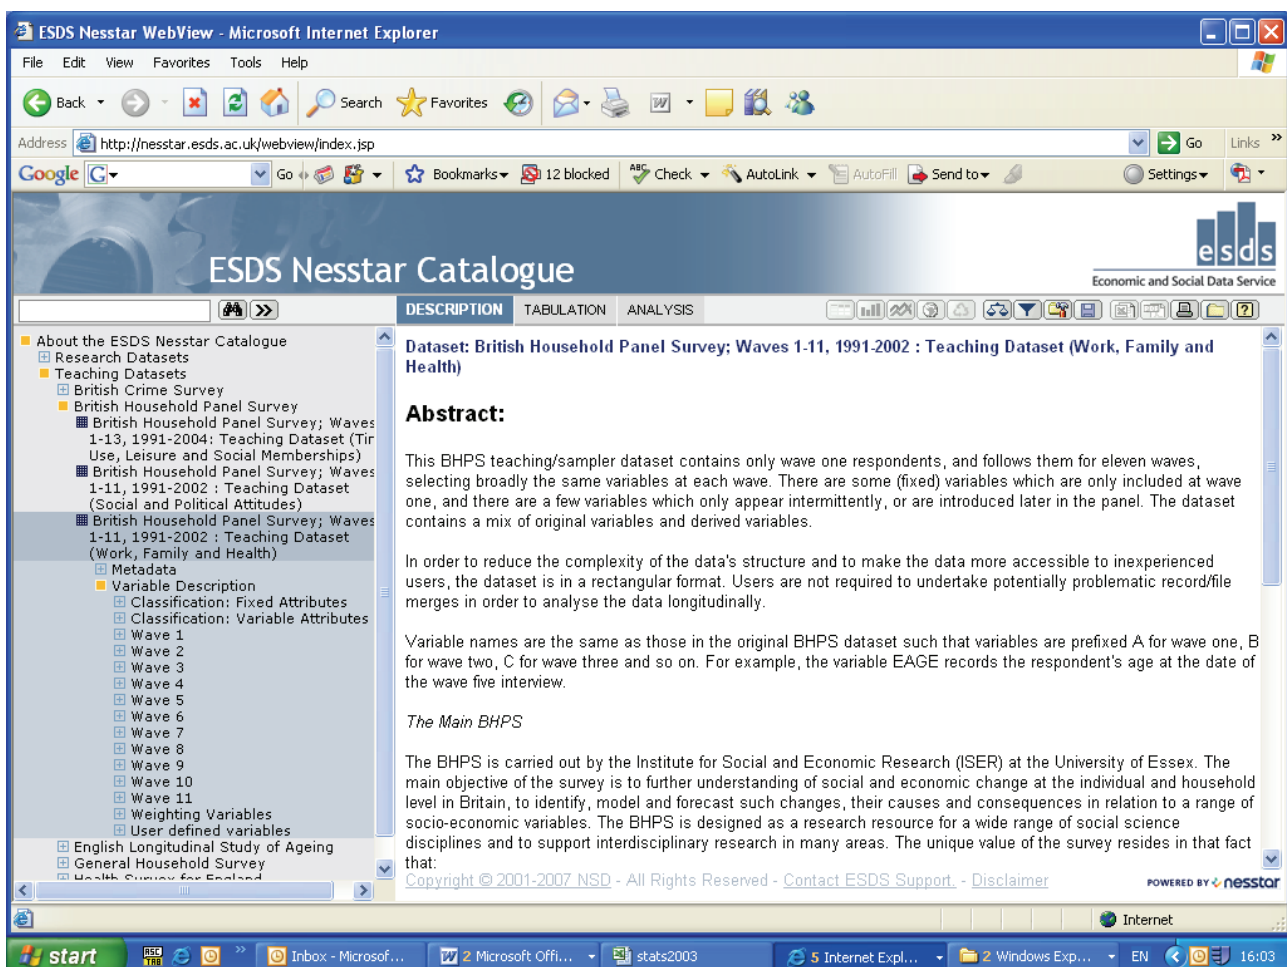 ESDS Nesstar WebView - Microsoft Internet Explorer
File Edit View Favorites Tools Help
Back Search Favorites
Address http://nesstar.esds.ac.uk/webview/index.jsp Go Links »
Google G Go Bookmarks 12 blocked ABC Check AutoLink AutoFill Send to Settings
ESDS Nesstar Catalogue
esds
Economic and Social Data Service
DESCRIPTION TABULATION ANALYSIS
About the ESDS Nesstar Catalogue
Research Datasets
Teaching Datasets
British Crime Survey
British Household Panel Survey
British Household Panel Survey; Waves
1-13, 1991-2004: Teaching Dataset (Tir
Use, Leisure and Social Memberships)
British Household Panel Survey; Waves
1-11, 1991-2002 : Teaching Dataset
(Social and Political Attitudes)
British Household Panel Survey; Waves
1-11, 1991-2002 : Teaching Dataset
(Work, Family and Health)
Metadata
Variable Description
Classification: Fixed Attributes
Classification: Variable Attributes
Wave 1
Wave 2
Wave 3
Wave 4
Wave 5
Wave 6
Wave 7
Wave 8
Wave 9
Wave 10
Wave 11
Weighting Variables
User defined variables
English Longitudinal Study of Ageing
General Household Survey
Health Survey for England
Dataset: British Household Panel Survey; Waves 1-11, 1991-2002 : Teaching Dataset (Work, Family and
Health)
Abstract:
This BHPS teaching/sampler dataset contains only wave one respondents, and follows them for eleven waves,
selecting broadly the same variables at each wave. There are some (fixed) variables which are only included at wave
one, and there are a few variables which only appear intermittently, or are introduced later in the panel. The dataset
contains a mix of original variables and derived variables.
In order to reduce the complexity of the data's structure and to make the data more accessible to inexperienced
users, the dataset is in a rectangular format. Users are not required to undertake potentially problematic record/file
merges in order to analyse the data longitudinally.
Variable names are the same as those in the original BHPS dataset such that variables are prefixed A for wave one, B
for wave two, C for wave three and so on. For example, the variable EAGE records the respondent's age at the date of
the wave five interview.
The Main BHPS
The BHPS is carried out by the Institute for Social and Economic Research (ISER) at the University of Essex. The
main objective of the survey is to further understanding of social and economic change at the individual and household
level in Britain, to identify, model and forecast such changes, their causes and consequences in relation to a range of
socio-economic variables. The BHPS is designed as a research resource for a wide range of social science
disciplines and to support interdisciplinary research in many areas. The unique value of the survey resides in that fact
that:
Copyright © 2001-2007 NSD - All Rights Reserved - Contact ESDS Support. - Disclaimer
POWERED BY nesstar
Internet
start ASC TAB » Inbox - Microsof... 2 Microsoft Offi... stats2003 5 Internet Expl... 2 Windows Exp... EN 16:03